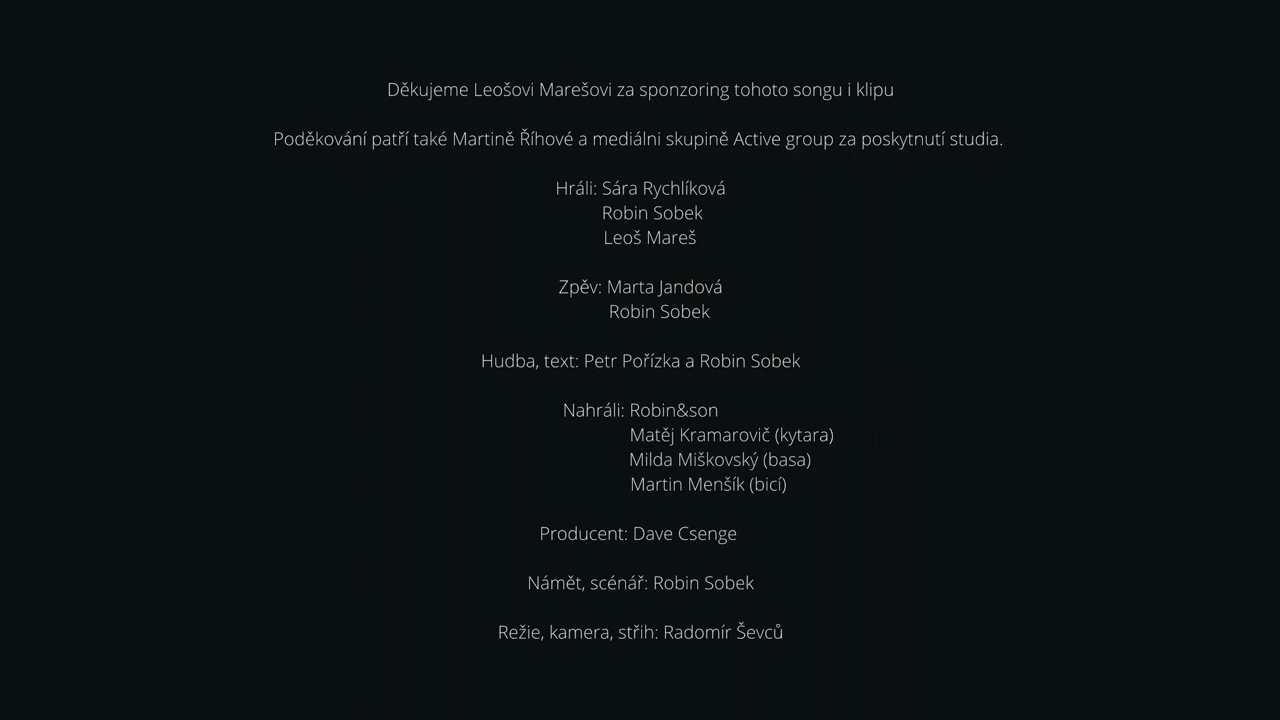 Děkujeme Leošovi Marešovi za sponzoring tohoto songu i klipu
Poděkování patří také Martině Říhové a mediálni skupině Active group za poskytnutí studia.
Hráli: Sára Rychlíková
Robin Sobek
Leoš Mareš
Zpěv: Marta Jandová
Robin Sobek
Hudba, text: Petr Pořízka a Robin Sobek
Nahráli: Robin&son
Matěj Kramarovič (kytara)
Milda Miškovský (basa)
Martin Menšík (bicí)
Producent: Dave Csenge
Námět, scénář: Robin Sobek
Režie, kamera, střih: Radomír Ševců